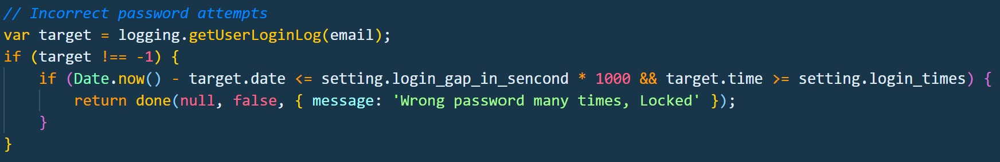 // Incorrect password attempts
var target = logging.getUserLoginLog(email);
if (target !== -1) {
    if (Date.now() - target.date <= setting.login_gap_in_sencond * 1000 && target.time >= setting.login_times) {
        return done(null, false, { message: 'Wrong password many times, Locked' });
    }
}